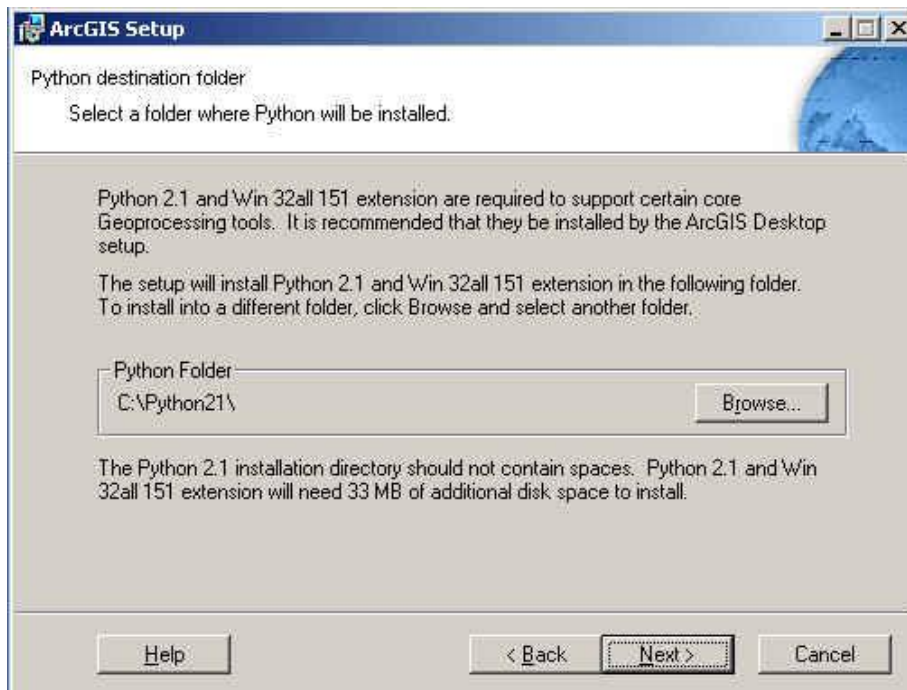 ArcGIS Setup
Python destination folder
Select a folder where Python will be installed.
Python 2.1 and Win 32all 151 extension are required to support certain core
Geoprocessing tools.  It is recommended that they be installed by the ArcGIS Desktop
setup.
The setup will install Python 2.1 and Win 32all 151 extension in the following folder.
To install into a different folder, click Browse and select another folder.
Python Folder
C:\Python21\
Browse...
The Python 2.1 installation directory should not contain spaces.  Python 2.1 and Win
32all 151 extension will need 33 MB of additional disk space to install.
Help
< Back
Next >
Cancel